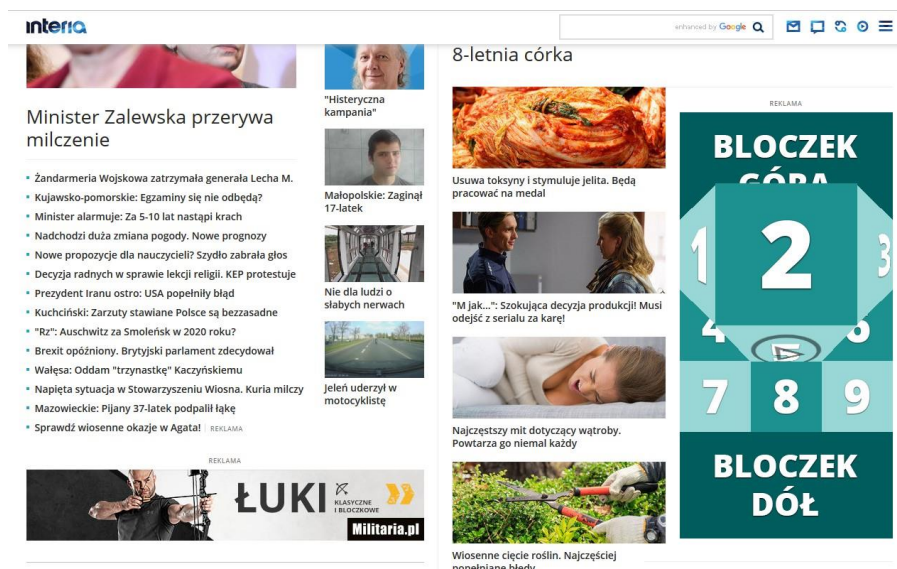 interia
enhanced by Google
Minister Zalewska przerywa
milczenie
Żandarmeria Wojskowa zatrzymała generała Lecha M.
Kujawsko-pomorskie: Egzaminy się nie odbędą?
Minister alarmuje: Za 5-10 lat nastąpi krach
Nadchodzi duża zmiana pogody. Nowe prognozy
Nowe propozycje dla nauczycieli? Szydło zabrała głos
Decyzja radnych w sprawie lekcji religii. KEP protestuje
Prezydent Iranu ostro: USA popełniły błąd
Kuchciński: Zarzuty stawiane Polsce są bezzasadne
"Rz": Auschwitz za Smoleńsk w 2020 roku?
Brexit opóźniony. Brytyjski parlament zdecydował
Wałęsa: Oddam "trzynastkę" Kaczyńskiemu
Napięta sytuacja w Stowarzyszeniu Wiosna. Kuria milczy
Mazowieckie: Pijany 37-latek podpalił łąkę
Sprawdź wiosenne okazje w Agata! REKLAMA
REKLAMA
ŁUKI
KLASYCZNE
I BLOCZKOWE
Militaria.pl
"Histeryczna
kampania"
Małopolskie: Zaginął
17-latek
Nie dla ludzi o
słabych nerwach
Jeleń uderzył w
motocyklistę
8-letnia córka
Usuwa toksyny i stymuluje jelita. Będą
pracować na medal
"M jak...": Szokująca decyzja produkcji! Musi
odejść z serialu za karę!
Najczęstszy mit dotyczący wątroby.
Powtarza go niemal każdy
Wiosenne cięcie roślin. Najczęściej
popełniane błędy
REKLAMA
BLOCZEK
GÓRA
1 2 3
4 6
7 8 9
BLOCZEK
DÓŁ